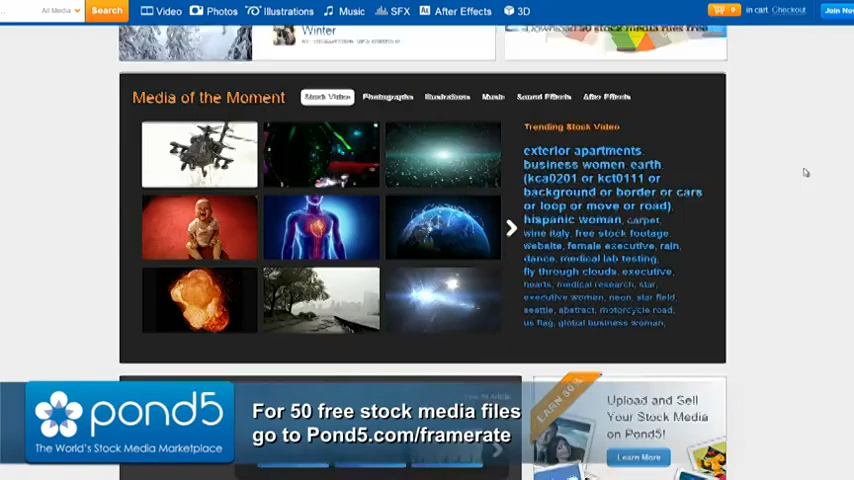 All Media
Search
Video
Photos
Illustrations
Music
SFX
After Effects
3D
0
in cart
Checkout
Join Now
Winter
Download 50 stock media files free
Media of the Moment
Stock Video
Photographs
Illustrations
Music
Sound Effects
After Effects
Trending Stock Video
exterior apartments,
business women, earth,
(kca0201 or kct0111 or
background or border or cars
or loop or move or road),
hispanic woman, carpet,
wine italy, free stock footage,
website, female executive, rain,
dance, medical lab testing,
fly through clouds, executive,
hearts, medical research, star,
executive women, neon, star field,
seattle, abstract, motorcycle road,
us flag, global business woman,
pond5
The World's Stock Media Marketplace
For 50 free stock media files
go to Pond5.com/framerate
EARN 50%
Upload and Sell
Your Stock Media
on Pond5!
Learn More